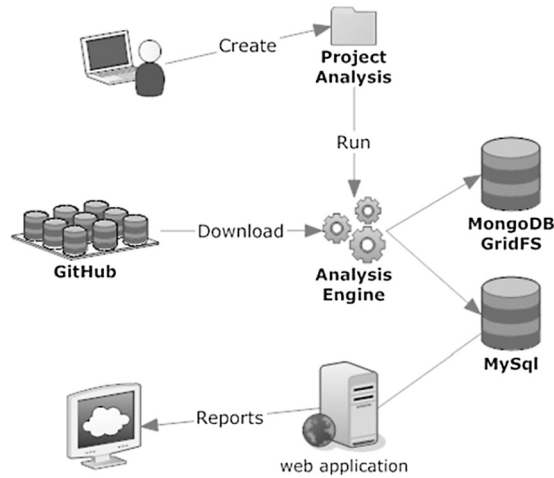 Create
Project
Analysis
Run
MongoDB
GridFS
Download
GitHub
Analysis
Engine
MySql
Reports
web application